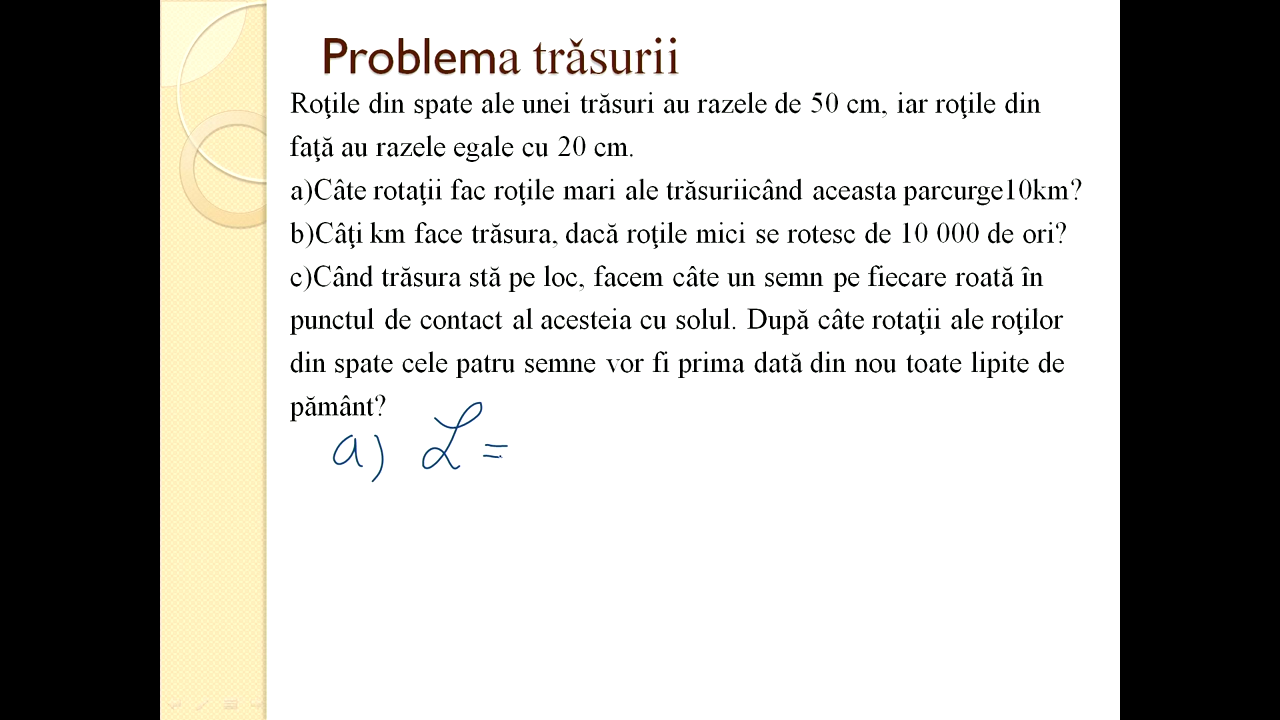 Problema trăsurii
Roţile din spate ale unei trăsuri au razele de 50 cm, iar roţile din
faţă au razele egale cu 20 cm.
a)Câte rotaţii fac roţile mari ale trăsuriicând aceasta parcurge10km?
b)Câţi km face trăsura, dacă roţile mici se rotesc de 10 000 de ori?
c)Când trăsura stă pe loc, facem câte un semn pe fiecare roată în
punctul de contact al acesteia cu solul. După câte rotaţii ale roţilor
din spate cele patru semne vor fi prima dată din nou toate lipite de
pământ?
a) L =